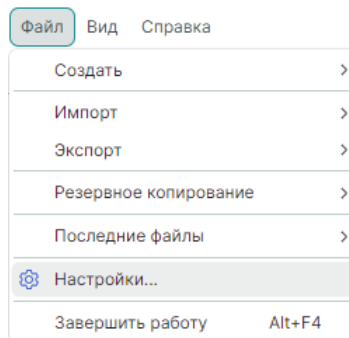 Файл Вид Справка
Создать
Импорт
Экспорт
Резервное копирование
Последние файлы
Настройки...
Завершить работу Alt+F4